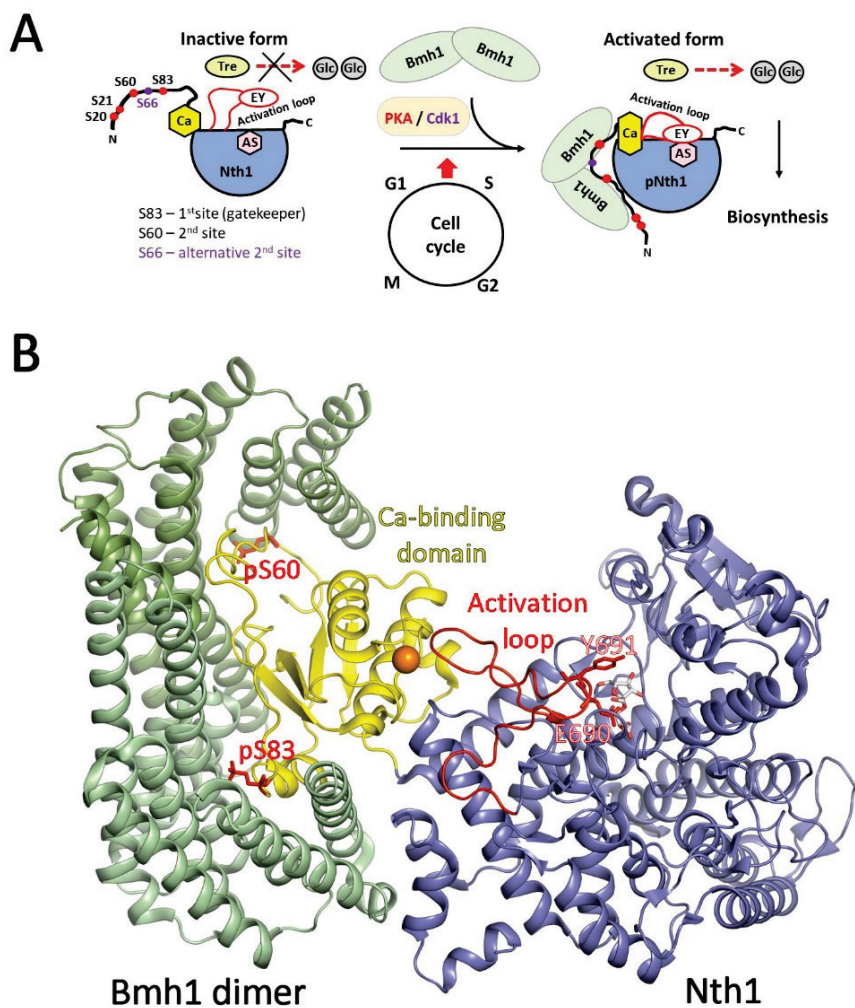 A
Inactive form
Tre
Glc Glc
S60 S83
S66
S21
S20
N
Ca
EY
Activation loop
C
AS
Nth1
S83 – 1st site (gatekeeper)
S60 – 2nd site
S66 – alternative 2nd site
Bmh1 Bmh1
PKA / Cdk1
G1 S
Cell
cycle
M G2
Activated form
Tre
Glc Glc
Activation loop
Ca
EY
C
AS
Bmh1
Bmh1
pNth1
N
Biosynthesis
B
Ca-binding
domain
pS60
Activation
loop
Y691
E690
pS83
Bmh1 dimer
Nth1